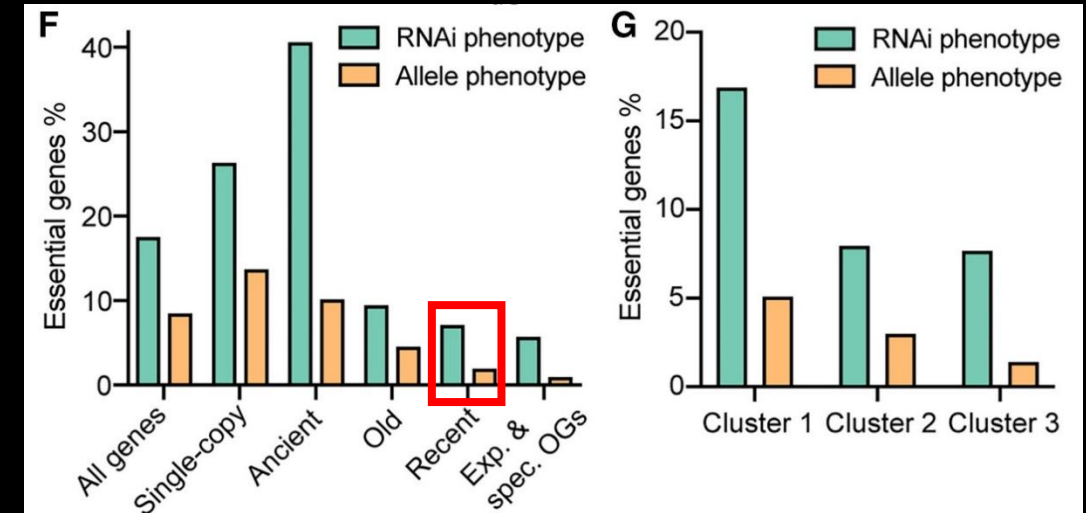 F
RNAi phenotype
Allele phenotype
Essential genes %
40
30
20
10
0
All genes
Single-copy
Ancient
Old
Recent
Exp. &
spec. OGs
G
RNAi phenotype
Allele phenotype
Essential genes %
20
15
10
5
0
Cluster 1 Cluster 2 Cluster 3